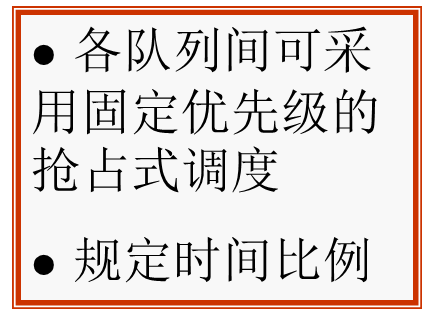 ● 各队列间可采
用固定优先级的
抢占式调度
● 规定时间比例